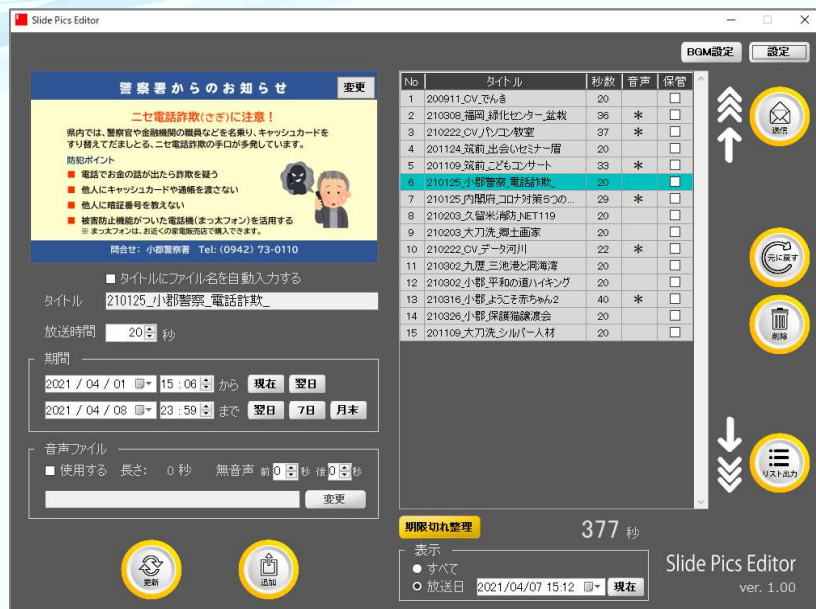 Slide Pics Editor
BGM設定 設定
警察署からのお知らせ 変更
ニセ電話詐欺(さぎ)に注意!
県内では、警察官や金融機関の職員などを名乗り、キャッシュカードを
すり替えてだましとる、ニセ電話詐欺の手口が多発しています。
防犯ポイント
電話でお金の話が出たら詐欺を疑う
他人にキャッシュカードや通帳を渡さない
他人に暗証番号を教えない
被害防止機能がついた電話機(まっ太フォン)を活用する
※ まっ太フォンは、お近くの家電販売店で購入できます。
問合せ: 小郡警察署 Tel: (0942) 73-0110
タイトルにファイル名を自動入力する
タイトル 210125_小郡警察_電話詐欺_
放送時間 20 秒
期間
2021 / 04 / 01 15 : 06 から 現在 翌日
2021 / 04 / 08 23 : 59 まで 翌日 7日 月末
音声ファイル
使用する 長さ: 0 秒 無音声 前 0 秒 後 0 秒
変更
更新 追加
No タイトル 秒数 音声 保管
1 200911_CV_でんき 20
2 210308_福岡_緑化センター_盆栽 36 *
3 210222_CV_パソコン教室 37 *
4 201124_筑前_出会いセミナー眉 20
5 201109_筑前_こどもコンサート 33 *
6 210125_小郡警察_電話詐欺_ 20
7 210125_内閣府_コロナ対策5つの... 29 *
8 210203_久留米消防_NET119 20
9 210203_大刀洗_郷土画家 20
10 210222_CV_データ河川 22 *
11 210302_九歴_三池港と洞海湾 20
12 210302_小郡_平和の道ハイキング 20
13 210316_小郡_ようこそ赤ちゃん2 40 *
14 210326_小郡_保護猫譲渡会 20
15 201109_大刀洗_シルバー人材 20
送信
元に戻す
削除
リスト出力
期限切れ整理 377 秒
表示
すべて
放送日 2021/04/07 15:12 現在
Slide Pics Editor
ver. 1.00